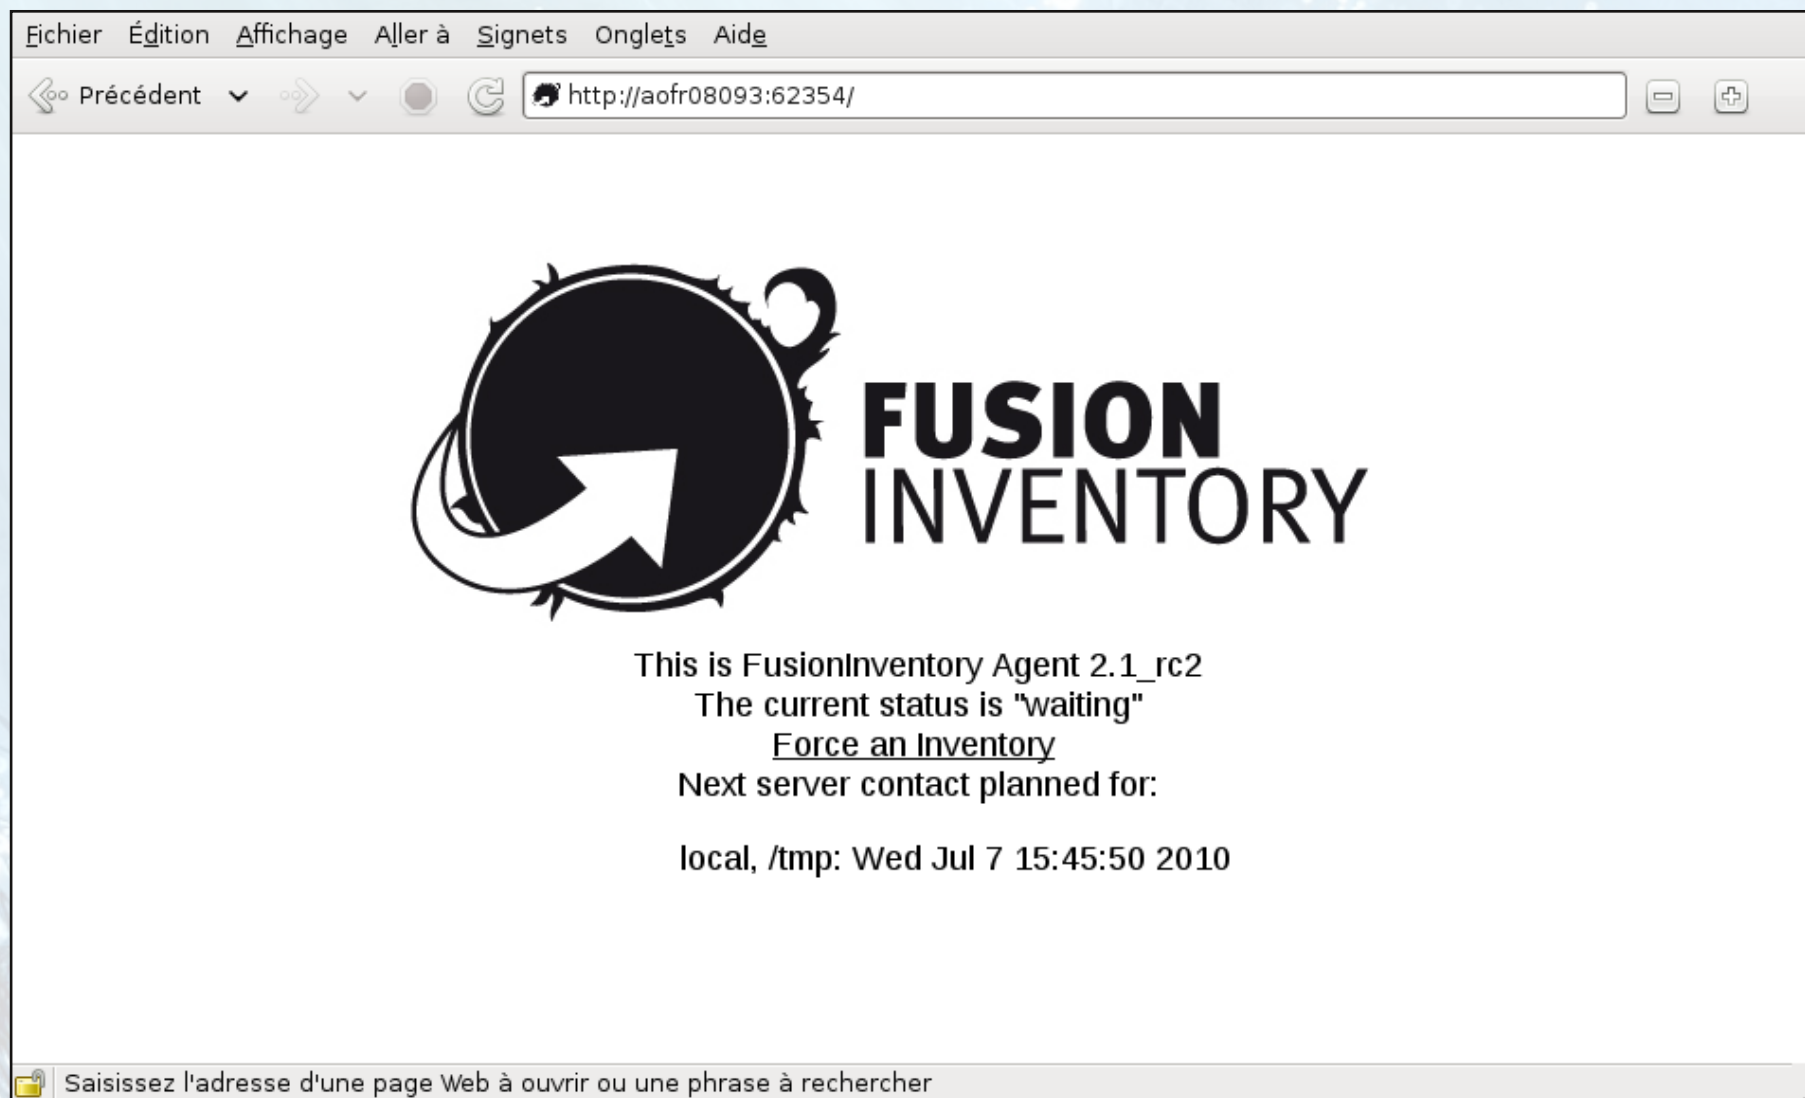 Fichier Édition Affichage Aller à Signets Onglets Aide
Précédent http://aofr08093:62354/
FUSION
INVENTORY
This is FusionInventory Agent 2.1_rc2
The current status is "waiting"
Force an Inventory
Next server contact planned for:
local, /tmp: Wed Jul 7 15:45:50 2010
Saisissez l'adresse d'une page Web à ouvrir ou une phrase à rechercher